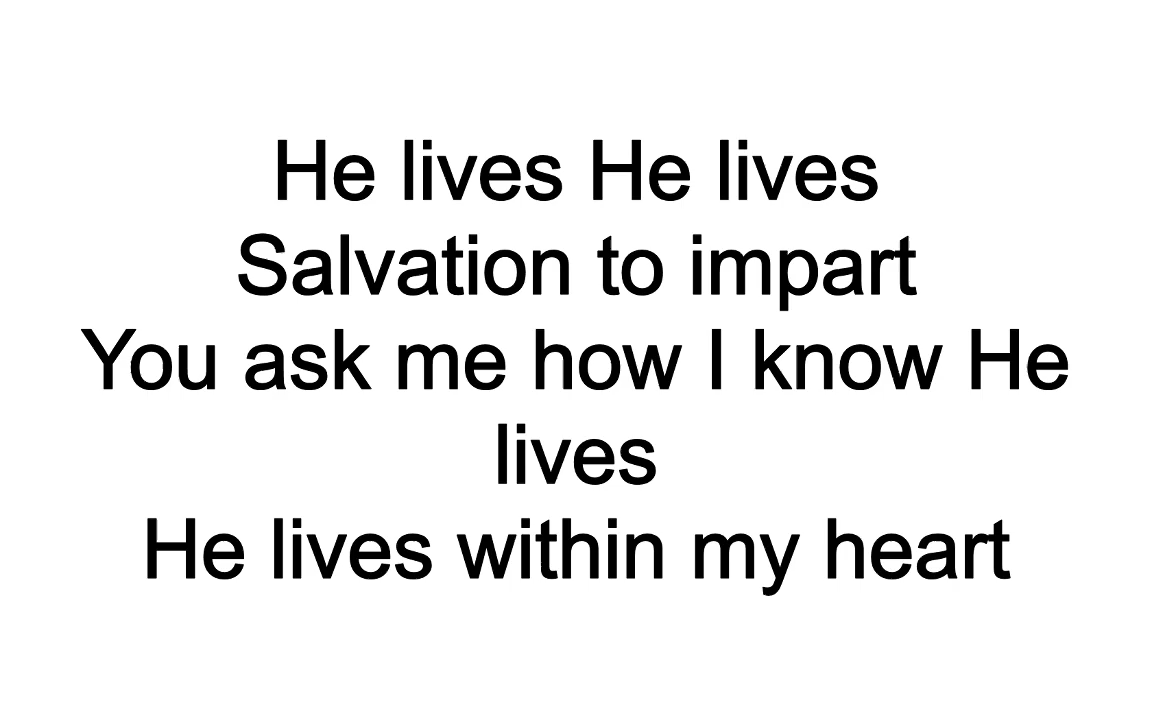 He lives He lives
Salvation to impart
You ask me how I know He
lives
He lives within my heart